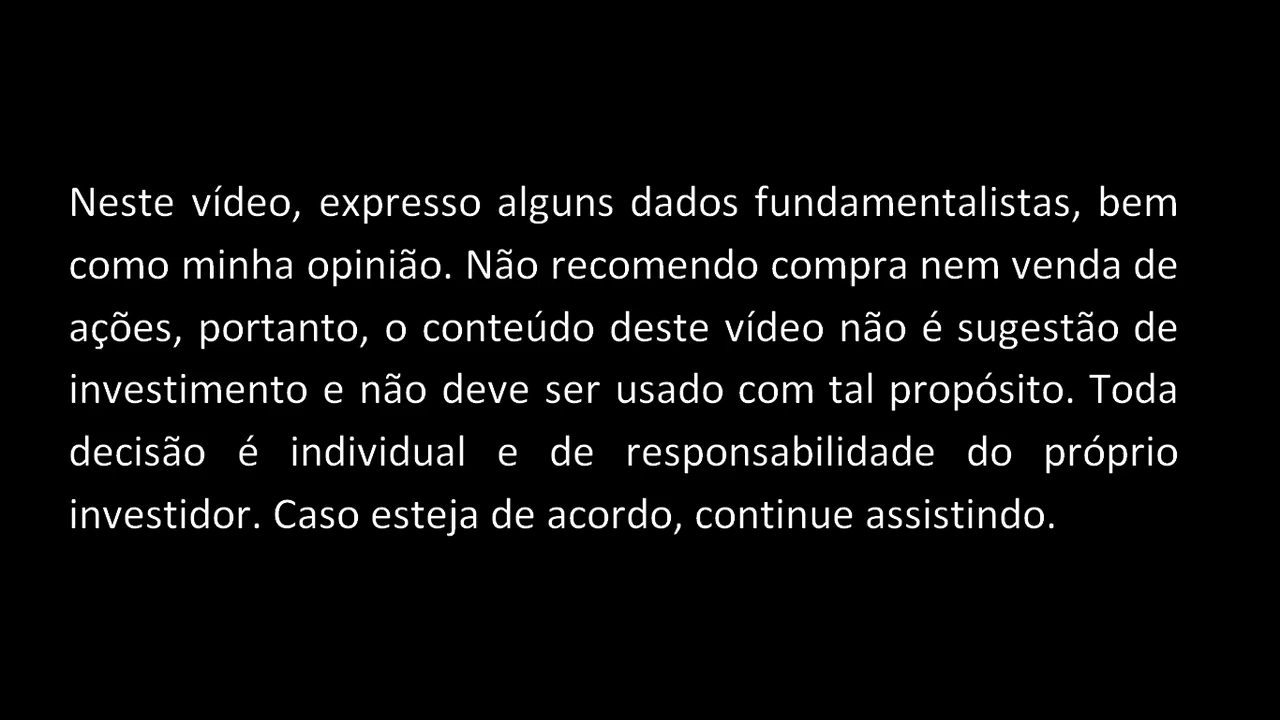 Neste vídeo, expresso alguns dados fundamentalistas, bem
como minha opinião. Não recomendo compra nem venda de
ações, portanto, o conteúdo deste vídeo não é sugestão de
investimento e não deve ser usado com tal propósito. Toda
decisão é individual e de responsabilidade do próprio
investidor. Caso esteja de acordo, continue assistindo.